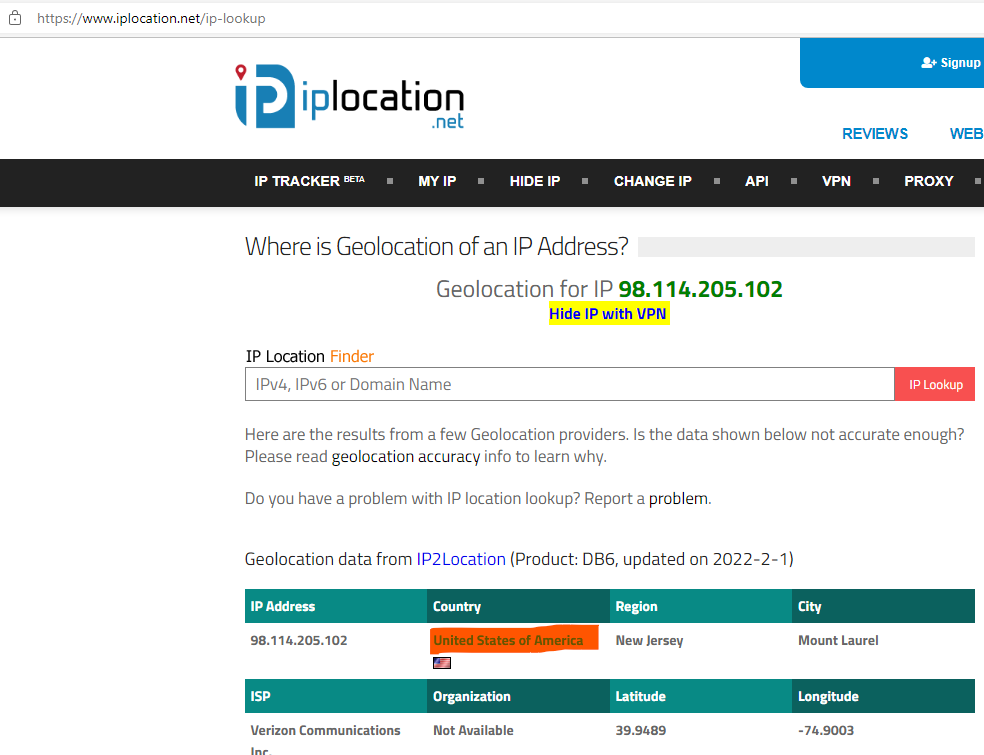 https://www.iplocation.net/ip-lookup
Signup
iplocation
.net
REVIEWS WEB
IP TRACKER BETA MY IP HIDE IP CHANGE IP API VPN PROXY
Where is Geolocation of an IP Address?
Geolocation for IP 98.114.205.102
Hide IP with VPN
IP Location Finder
IPv4, IPv6 or Domain Name IP Lookup
Here are the results from a few Geolocation providers. Is the data shown below not accurate enough?
Please read geolocation accuracy info to learn why.
Do you have a problem with IP location lookup? Report a problem.
Geolocation data from IP2Location (Product: DB6, updated on 2022-2-1)
IP Address Country Region City
98.114.205.102 United States of America New Jersey Mount Laurel
ISP Organization Latitude Longitude
Verizon Communications Not Available 39.9489 -74.9003
Inc.